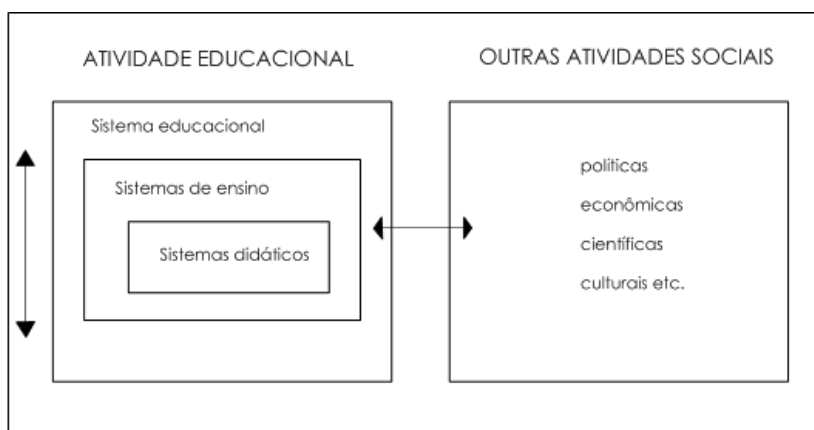 ATIVIDADE EDUCACIONAL
Sistema educacional
Sistemas de ensino
Sistemas didáticos
OUTRAS ATIVIDADES SOCIAIS
políticas
econômicas
científicas
culturais etc.